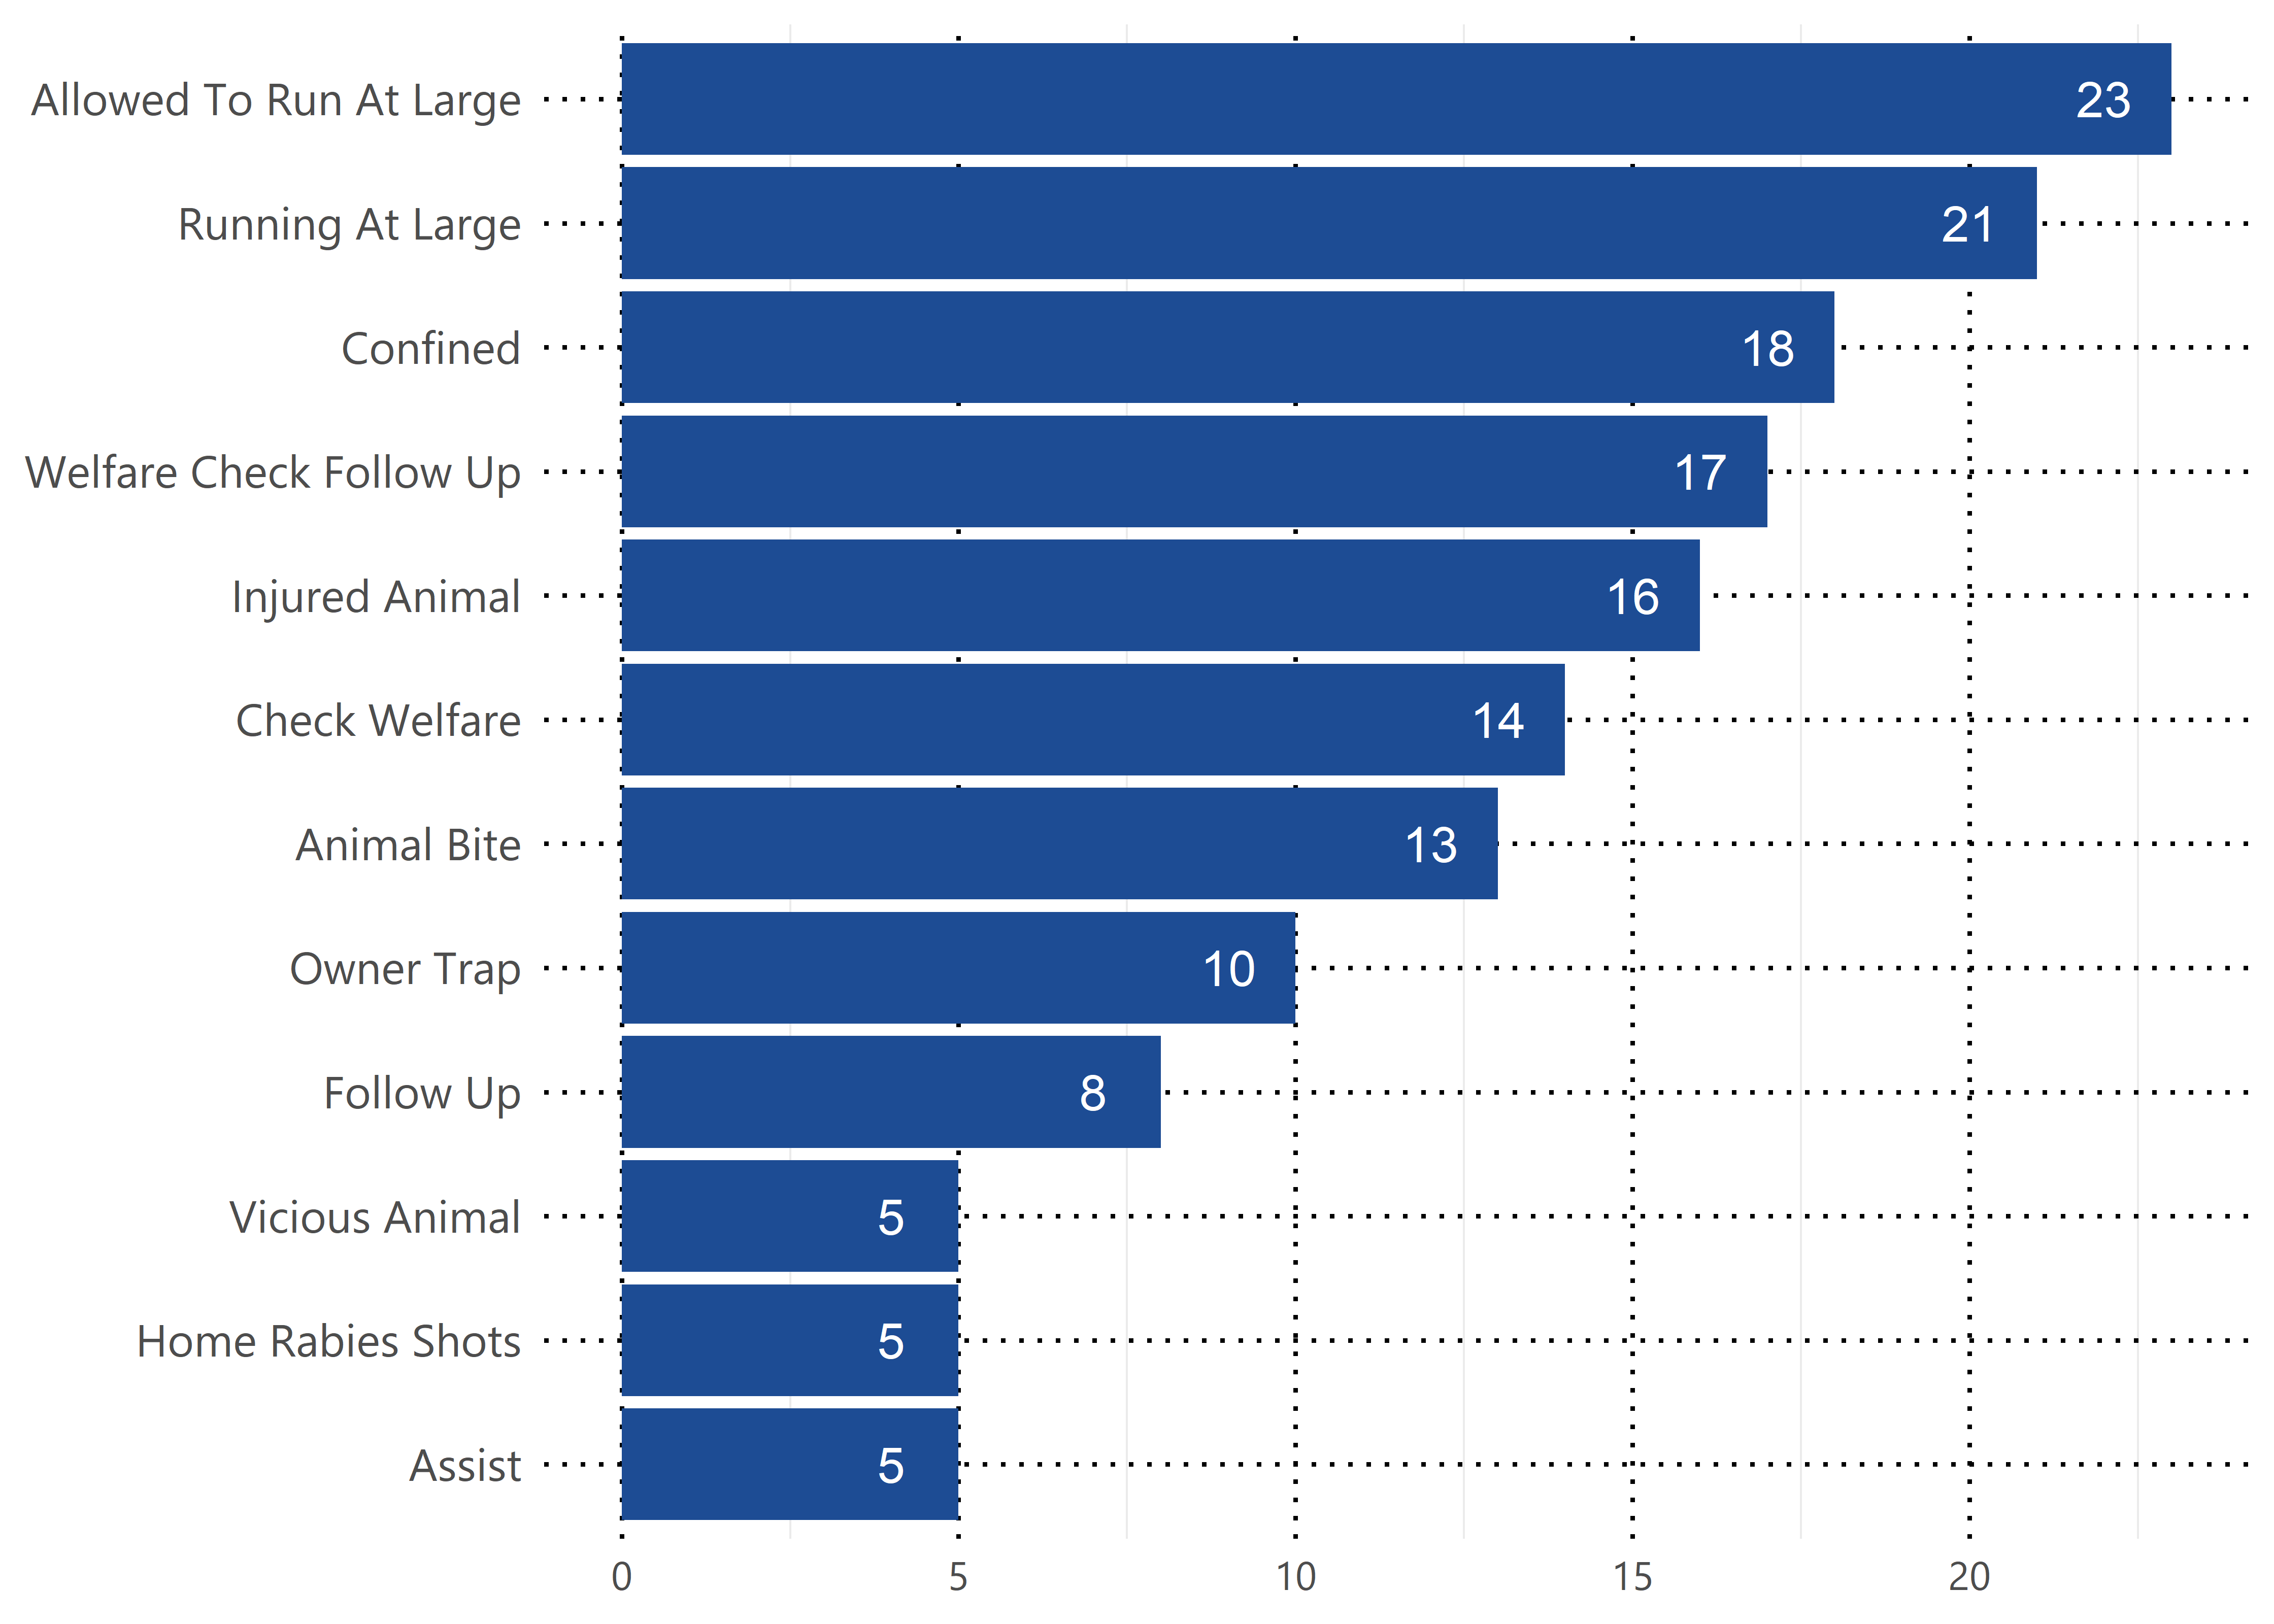 Allowed To Run At Large 23
Running At Large 21
Confined 18
Welfare Check Follow Up 17
Injured Animal 16
Check Welfare 14
Animal Bite 13
Owner Trap 10
Follow Up 8
Vicious Animal 5
Home Rabies Shots 5
Assist 5
0 5 10 15 20